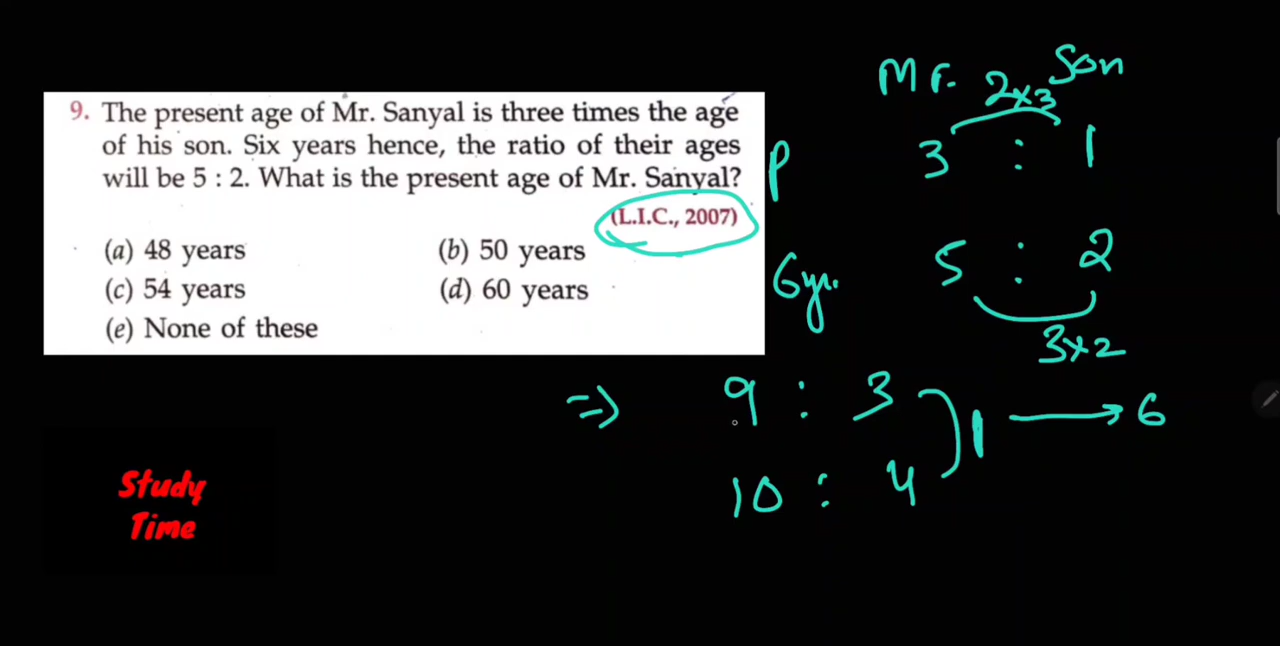 9. The present age of Mr. Sanyal is three times the age
of his son. Six years hence, the ratio of their ages
will be 5 : 2. What is the present age of Mr. Sanyal?
(L.I.C., 2007)
(a) 48 years (b) 50 years
(c) 54 years (d) 60 years
(e) None of these
Mr. Son
2×3
P 3 : 1
6yr. 5 : 2
3×2
⇒ 9 : 3
1 → 6
10 : 4
Study
Time